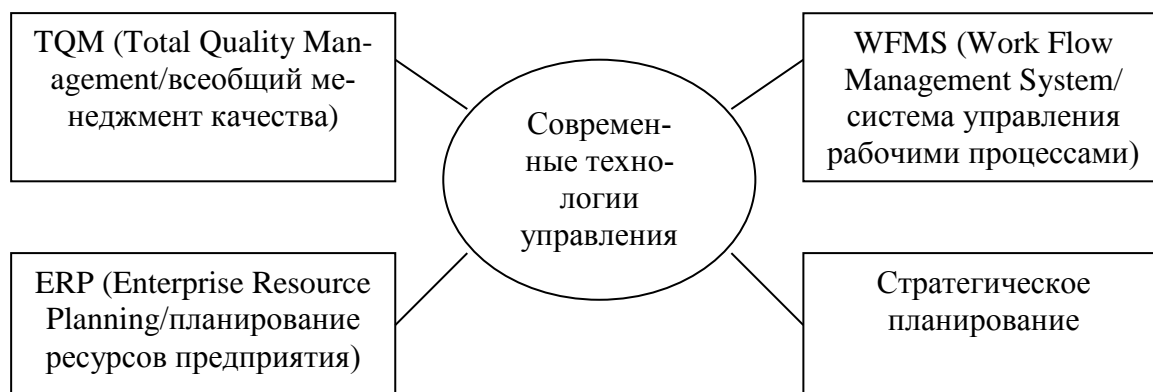 TQM (Total Quality Man-
agement/всеобщий ме-
неджмент качества)
WFMS (Work Flow
Management System/
система управления
рабочими процессами)
Современ-
ные техно-
логии
управления
ERP (Enterprise Resource
Planning/планирование
ресурсов предприятия)
Стратегическое
планирование